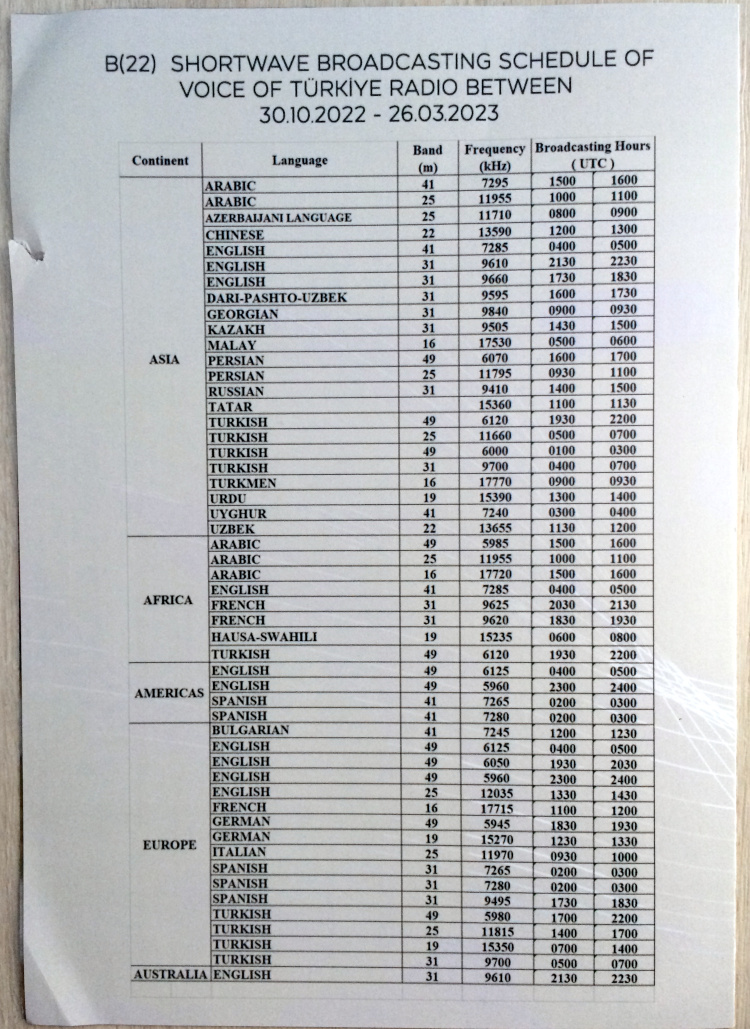 B(22) SHORTWAVE BROADCASTING SCHEDULE OF
VOICE OF TÜRKİYE RADIO BETWEEN
30.10.2022 - 26.03.2023
Continent Language Band (m) Frequency (kHz) Broadcasting Hours ( UTC )
ASIA
ARABIC 41 7295 1500 1600
ARABIC 25 11955 1000 1100
AZERBAIJANI LANGUAGE 25 11710 0800 0900
CHINESE 22 13590 1200 1300
ENGLISH 41 7285 0400 0500
ENGLISH 31 9610 2130 2230
ENGLISH 31 9660 1730 1830
DARI-PASHTO-UZBEK 31 9595 1600 1730
GEORGIAN 31 9840 0900 0930
KAZAKH 31 9505 1430 1500
MALAY 16 17530 0500 0600
PERSIAN 49 6070 1600 1700
PERSIAN 25 11795 0930 1100
RUSSIAN 31 9410 1400 1500
TATAR 15360 1100 1130
TURKISH 49 6120 1930 2200
TURKISH 25 11660 0500 0700
TURKISH 49 6000 0100 0300
TURKISH 31 9700 0400 0700
TURKMEN 16 17770 0900 0930
URDU 19 15390 1300 1400
UYGHUR 41 7240 0300 0400
UZBEK 22 13655 1130 1200
AFRICA
ARABIC 49 5985 1500 1600
ARABIC 25 11955 1000 1100
ARABIC 16 17720 1500 1600
ENGLISH 41 7285 0400 0500
FRENCH 31 9625 2030 2130
FRENCH 31 9620 1830 1930
HAUSA-SWAHILI 19 15235 0600 0800
TURKISH 49 6120 1930 2200
AMERICAS
ENGLISH 49 6125 0400 0500
ENGLISH 49 5960 2300 2400
SPANISH 41 7265 0200 0300
SPANISH 41 7280 0200 0300
EUROPE
BULGARIAN 41 7245 1200 1230
ENGLISH 49 6125 0400 0500
ENGLISH 49 6050 1930 2030
ENGLISH 49 5960 2300 2400
ENGLISH 25 12035 1330 1430
FRENCH 16 17715 1100 1200
GERMAN 49 5945 1830 1930
GERMAN 19 15270 1230 1330
ITALIAN 25 11970 0930 1000
SPANISH 31 7265 0200 0300
SPANISH 31 7280 0200 0300
SPANISH 31 9495 1730 1830
TURKISH 49 5980 1700 2200
TURKISH 25 11815 1400 1700
TURKISH 19 15350 0700 1400
TURKISH 31 9700 0500 0700
AUSTRALIA ENGLISH 31 9610 2130 2230